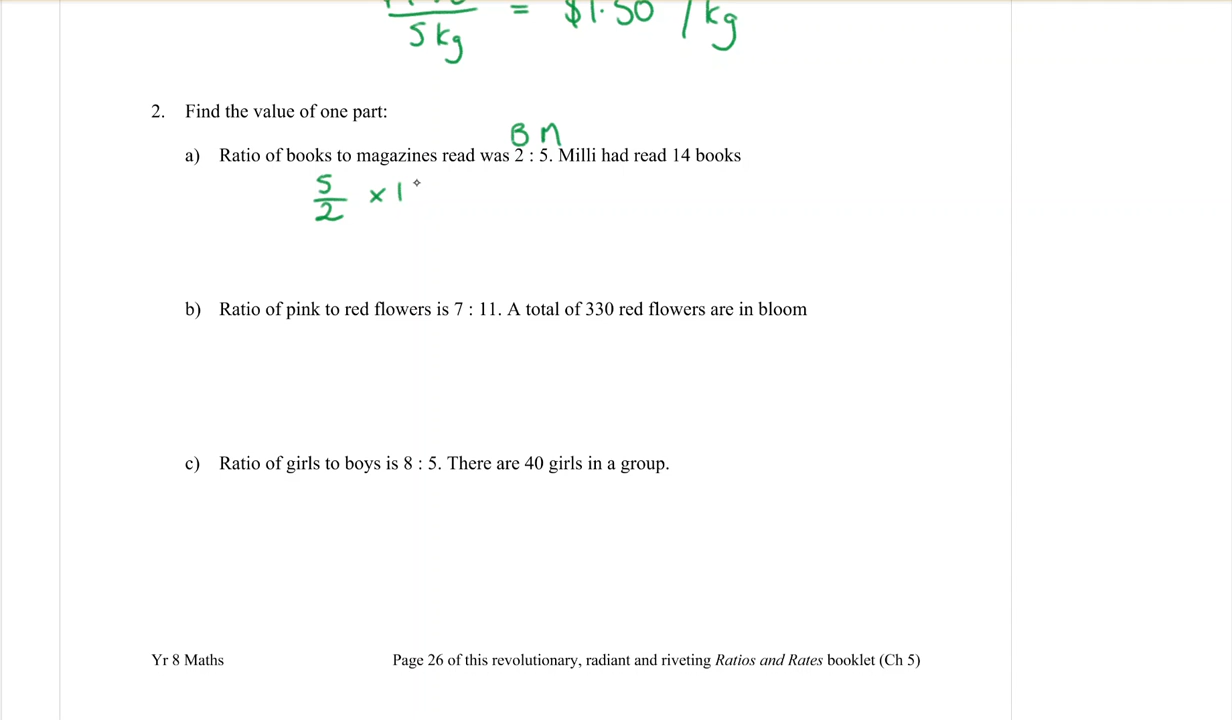 5 kg = $1.50 / kg
2. Find the value of one part:
B M
a) Ratio of books to magazines read was 2 : 5. Milli had read 14 books
5/2 × 1
b) Ratio of pink to red flowers is 7 : 11. A total of 330 red flowers are in bloom
c) Ratio of girls to boys is 8 : 5. There are 40 girls in a group.
Yr 8 Maths Page 26 of this revolutionary, radiant and riveting Ratios and Rates booklet (Ch 5)